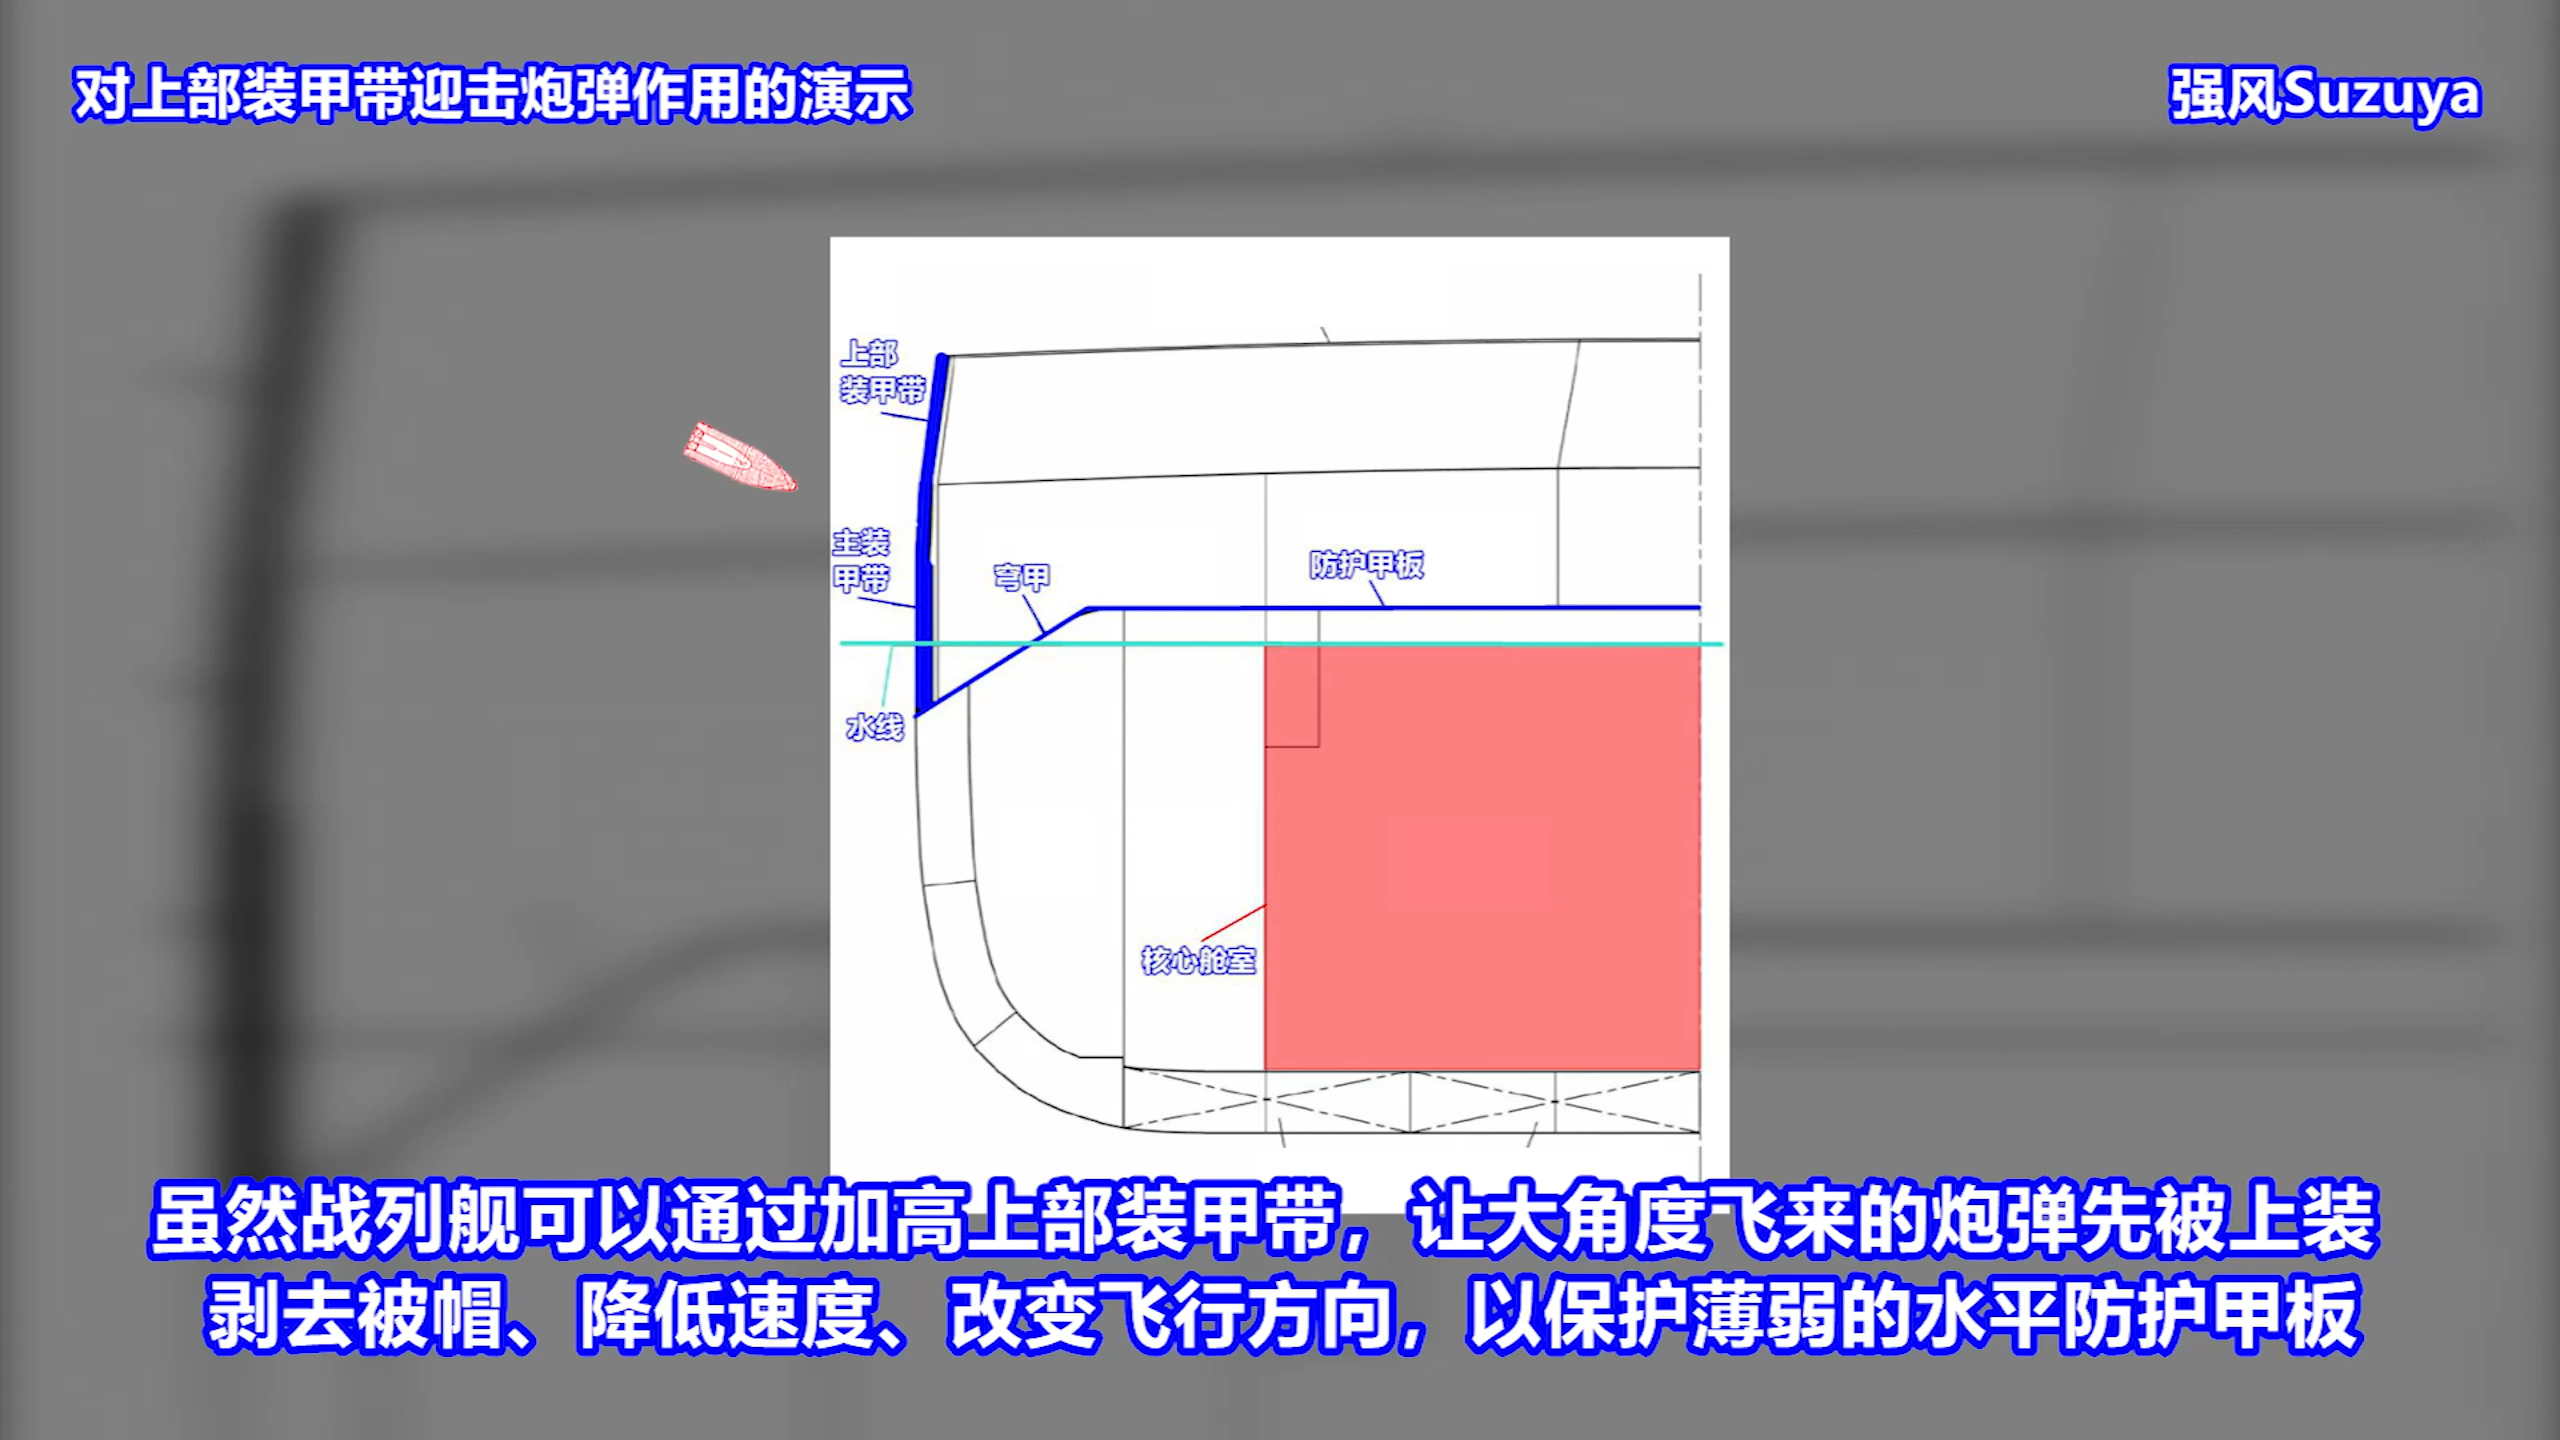 对上部装甲带迎击炮弹作用的演示
强风Suzuya
上部
装甲带
主装
甲带
穹甲
防护甲板
水线
核心舱室
虽然战列舰可以通过加高上部装甲带，让大角度飞来的炮弹先被上装
剥去被帽、降低速度、改变飞行方向，以保护薄弱的水平防护甲板